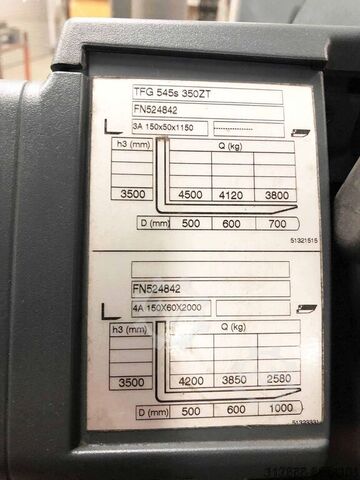 TFG 545s 350ZT
FN524842
3A 150x50x1150 --------------
h3 (mm) Q (kg)
3500 4500 4120 3800
D (mm) 500 600 700
51321515
FN524842
4A 150X60X2000
h3 (mm) Q (kg)
3500 4200 3850 2580
D (mm) 500 600 1000